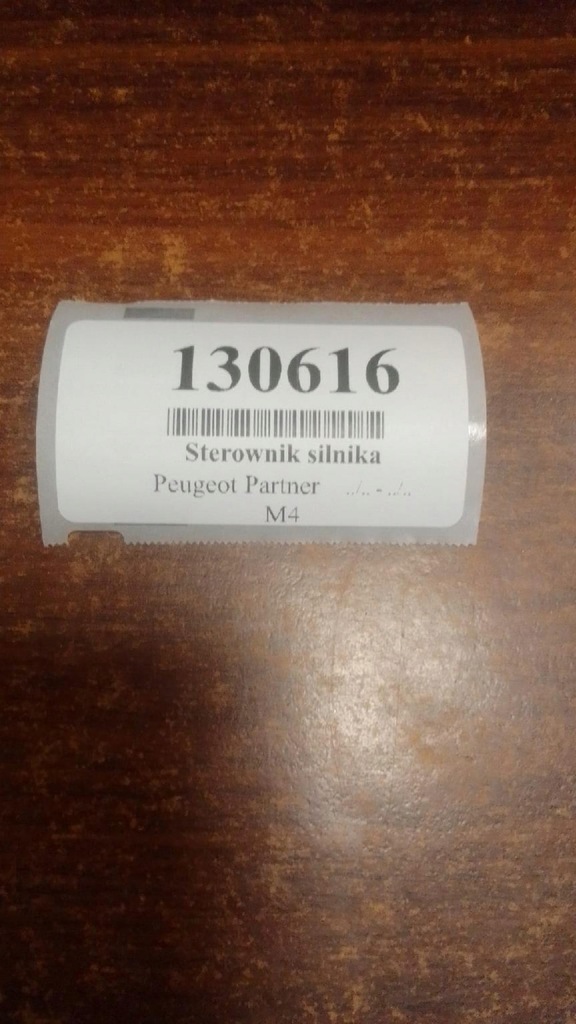 130616
Sterownik silnika
Peugeot Partner ../.. - ../..
M4